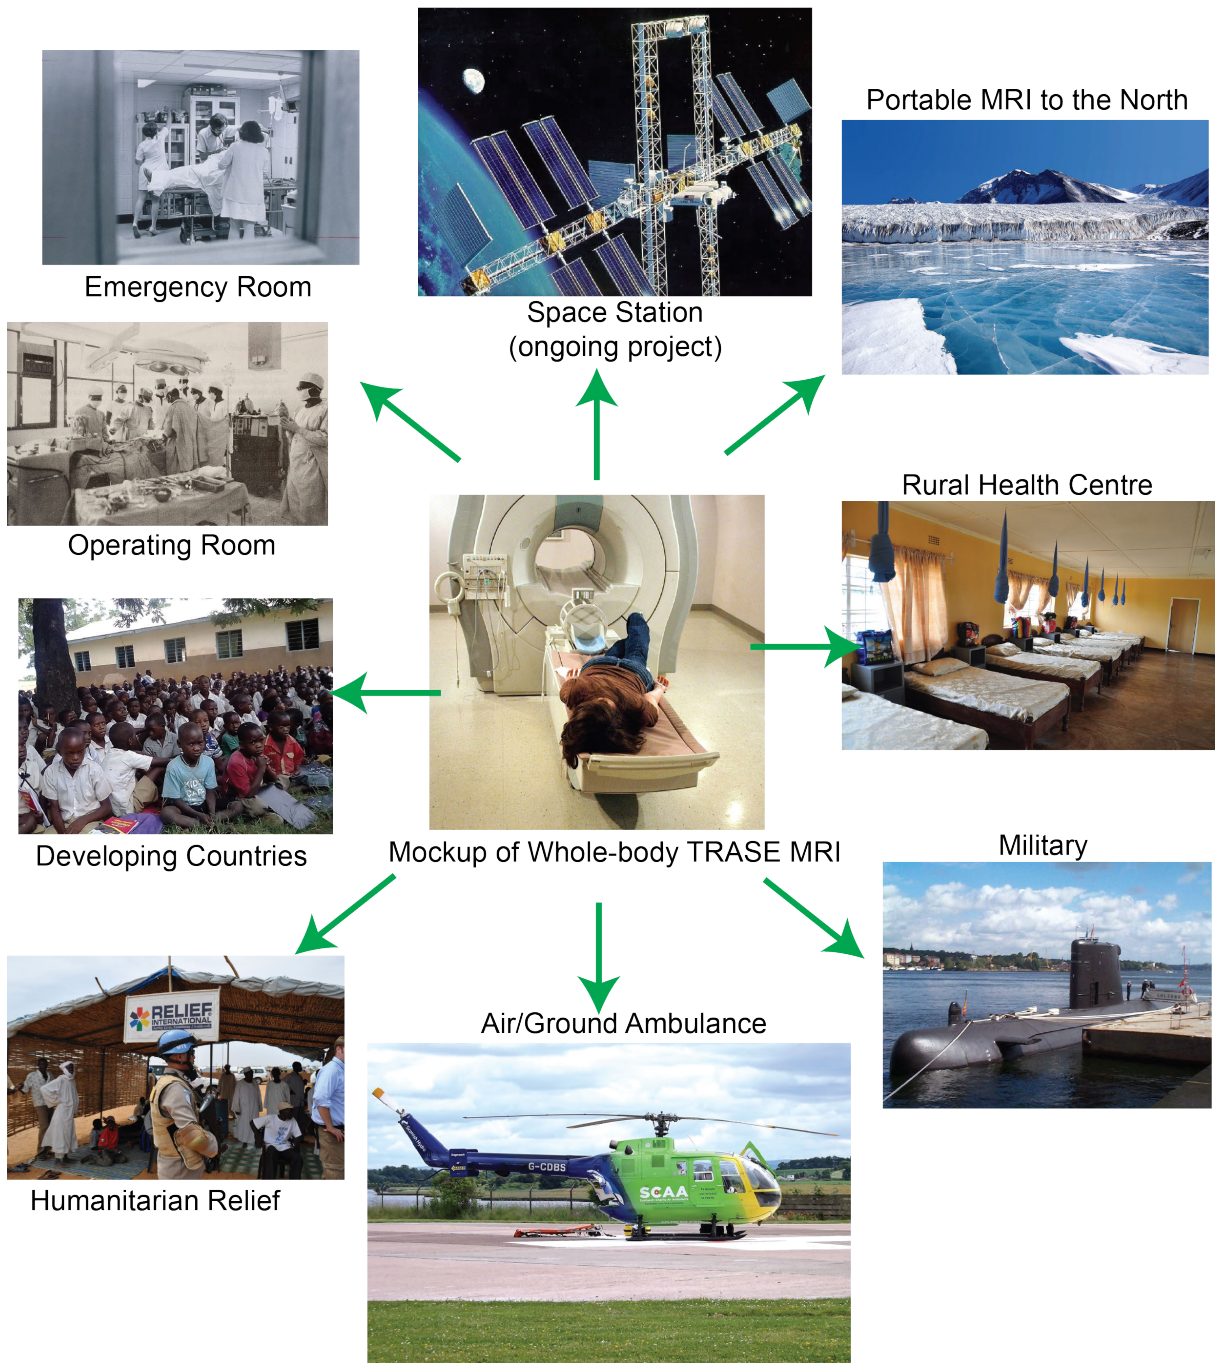 Emergency Room
Space Station
(ongoing project)
Portable MRI to the North
Operating Room
Rural Health Centre
Developing Countries
Mockup of Whole-body TRASE MRI
Military
RELIEF
INTERNATIONAL
Humanitarian Relief
Air/Ground Ambulance
G-CDBS
SCAA